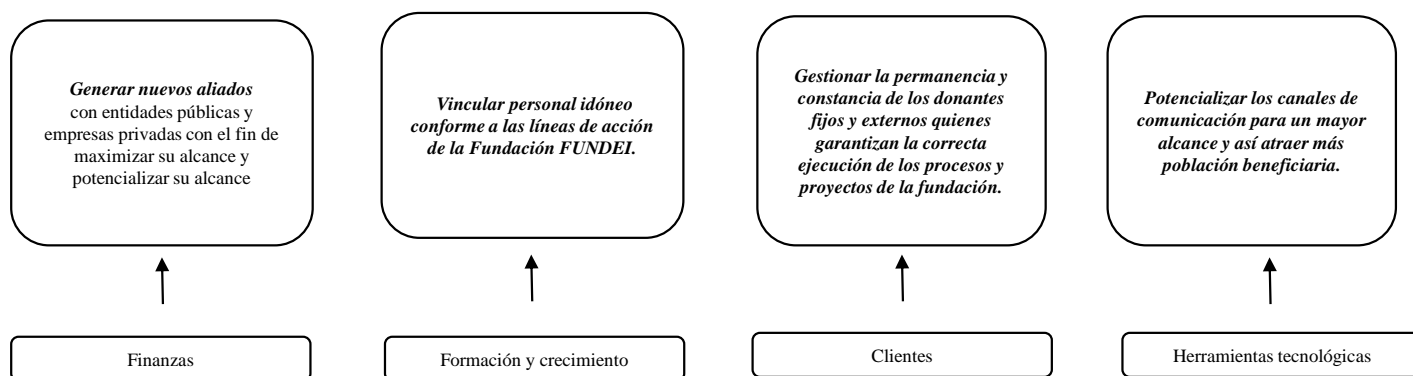 Generar nuevos aliados
con entidades públicas y
empresas privadas con el fin de
maximizar su alcance y
potencializar su alcance
Vincular personal idóneo
conforme a las líneas de acción
de la Fundación FUNDEI.
Gestionar la permanencia y
constancia de los donantes
fijos y externos quienes
garantizan la correcta
ejecución de los procesos y
proyectos de la fundación.
Potencializar los canales de
comunicación para un mayor
alcance y así atraer más
población beneficiaria.
Finanzas
Formación y crecimiento
Clientes
Herramientas tecnológicas